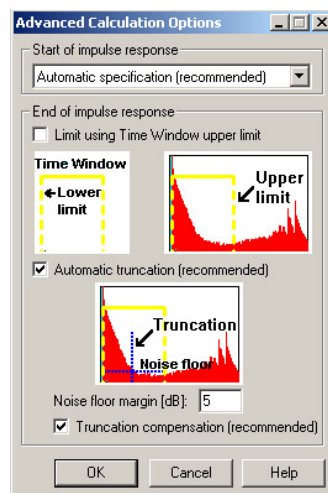 Advanced Calculation Options
Start of impulse response
Automatic specification (recommended)
End of impulse response
Limit using Time Window upper limit
Time Window
Lower
limit
Upper
limit
Automatic truncation (recommended)
Truncation
Noise floor
Noise floor margin [dB]: 5
Truncation compensation (recommended)
OK Cancel Help